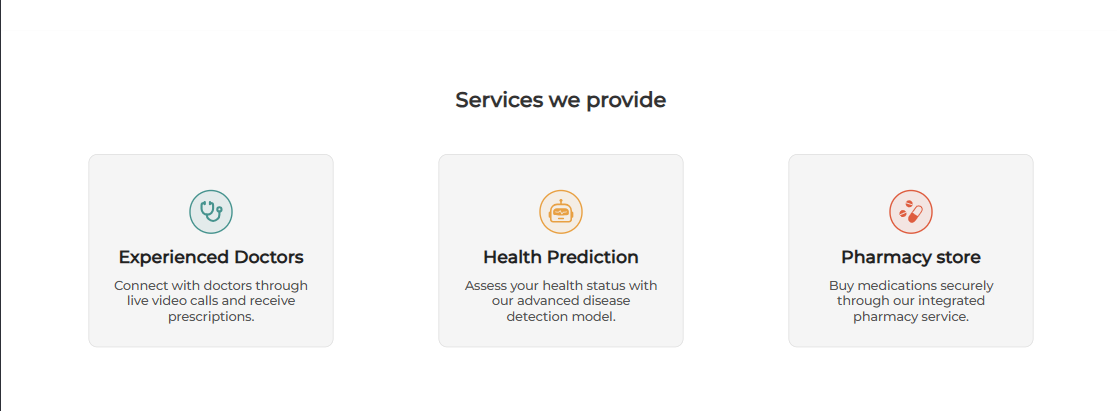 Services we provide
Experienced Doctors
Connect with doctors through
live video calls and receive
prescriptions.
Health Prediction
Assess your health status with
our advanced disease
detection model.
Pharmacy store
Buy medications securely
through our integrated
pharmacy service.